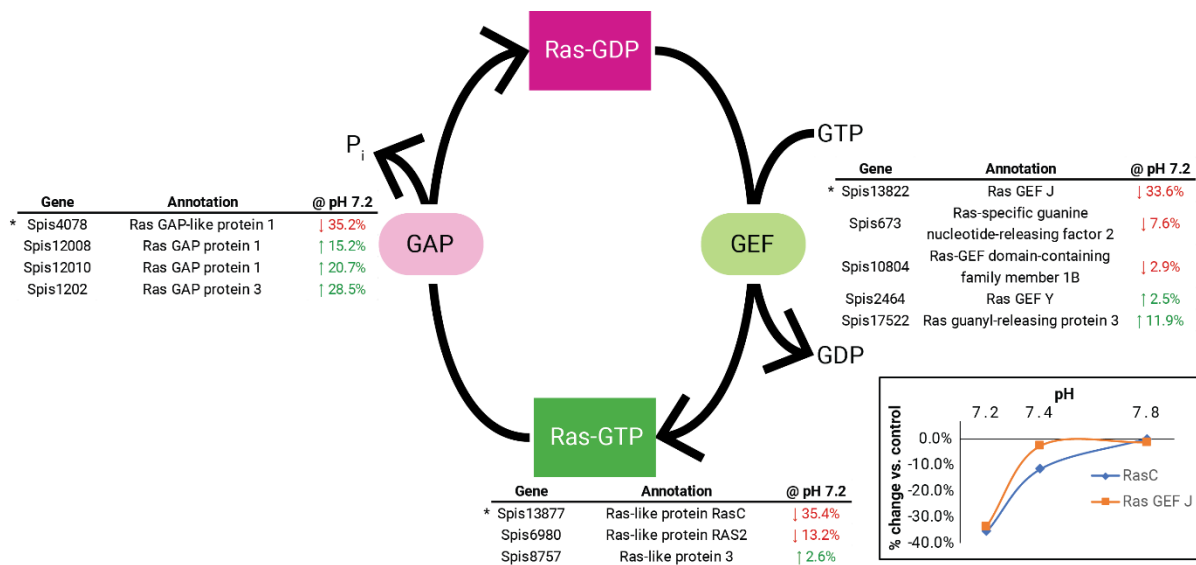 Ras-GDP
GTP
P i
GAP
GEF
GDP
Ras-GTP
Gene Annotation @ pH 7.2
* Spis4078 Ras GAP-like protein 1 ↓ 35.2%
Spis12008 Ras GAP protein 1 ↑ 15.2%
Spis12010 Ras GAP protein 1 ↑ 20.7%
Spis1202 Ras GAP protein 3 ↑ 28.5%
Gene Annotation @ pH 7.2
* Spis13822 Ras GEF J ↓ 33.6%
Spis673 Ras-specific guanine
nucleotide-releasing factor 2 ↓ 7.6%
Spis10804 Ras-GEF domain-containing
family member 1B ↓ 2.9%
Spis2464 Ras GEF Y ↑ 2.5%
Spis17522 Ras guanyl-releasing protein 3 ↑ 11.9%
Gene Annotation @ pH 7.2
* Spis13877 Ras-like protein RasC ↓ 35.4%
Spis6980 Ras-like protein RAS2 ↓ 13.2%
Spis8757 Ras-like protein 3 ↑ 2.6%
pH
7.2 7.4 7.8
% change vs. control
0.0%
-10.0%
-20.0%
-30.0%
-40.0%
RasC
Ras GEF J